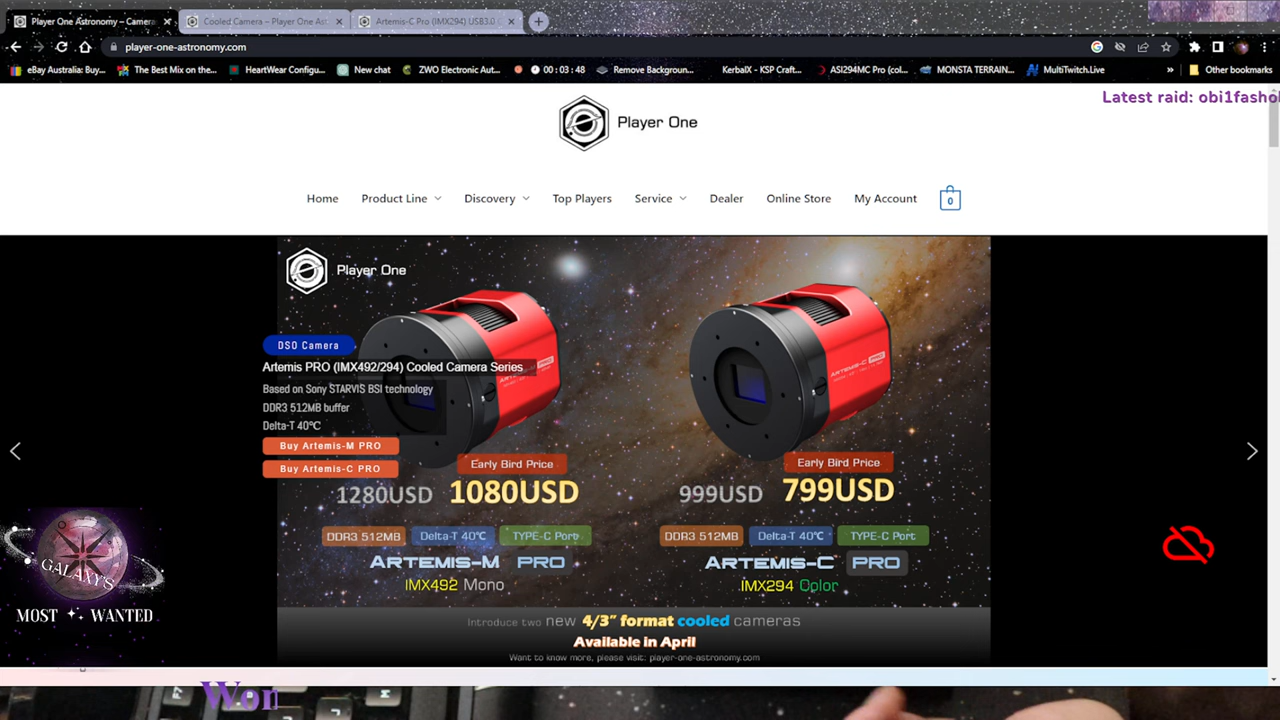 Player One Astronomy – Camera
Cooled Camera – Player One Ast
Artemis-C Pro (IMX294) USB3.0 C
player-one-astronomy.com
eBay Australia: Buy...
The Best Mix on the...
HeartWear Configu...
New chat
ZWO Electronic Aut...
00 : 03 : 48
Remove Backgroun...
KerbalX - KSP Craft...
ASI294MC Pro (col...
MONSTA TERRAIN...
MultiTwitch.Live
»
Other bookmarks
Latest raid: obi1fashol
Player One
Home
Product Line
Discovery
Top Players
Service
Dealer
Online Store
My Account
0
Player One
DSO Camera
Artemis PRO (IMX492/294) Cooled Camera Series
Based on Sony STARVIS BSI technology
DDR3 512MB buffer
Delta-T 40℃
Buy Artemis-M PRO
Buy Artemis-C PRO
ARTEMIS-C PRO
Early Bird Price
1280USD 1080USD
DDR3 512MB Delta-T 40℃ TYPE-C Port
ARTEMIS-M PRO
IMX492 Mono
Early Bird Price
999USD 799USD
DDR3 512MB Delta-T 40℃ TYPE-C Port
ARTEMIS-C PRO
IMX294 Color
Introduce two new 4/3″ format cooled cameras
Available in April
Want to know more, please visit: player-one-astronomy.com
GALAXY'S
MOST WANTED
Won